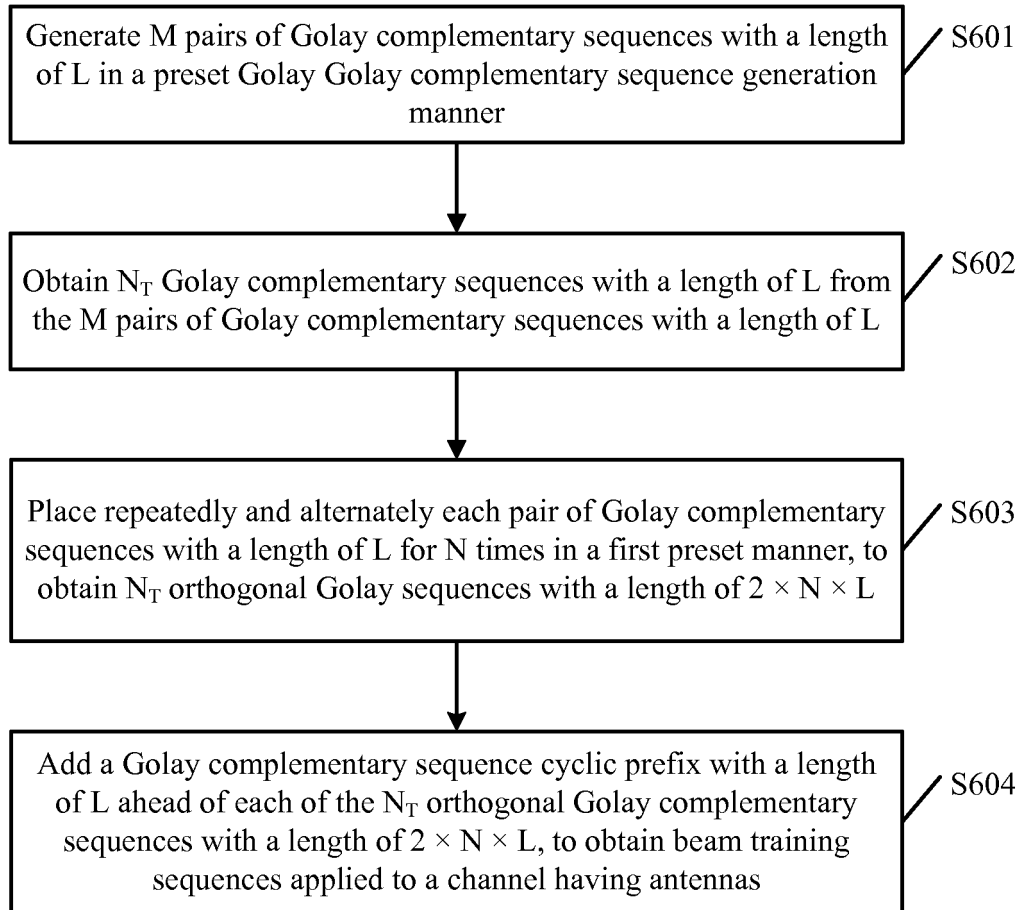 Generate M pairs of Golay complementary sequences with a length
of L in a preset Golay Golay complementary sequence generation
manner
S601
Obtain N_T Golay complementary sequences with a length of L from
the M pairs of Golay complementary sequences with a length of L
S602
Place repeatedly and alternately each pair of Golay complementary
sequences with a length of L for N times in a first preset manner, to
obtain N_T orthogonal Golay sequences with a length of 2 × N × L
S603
Add a Golay complementary sequence cyclic prefix with a length
of L ahead of each of the N_T orthogonal Golay complementary
sequences with a length of 2 × N × L, to obtain beam training
sequences applied to a channel having antennas
S604